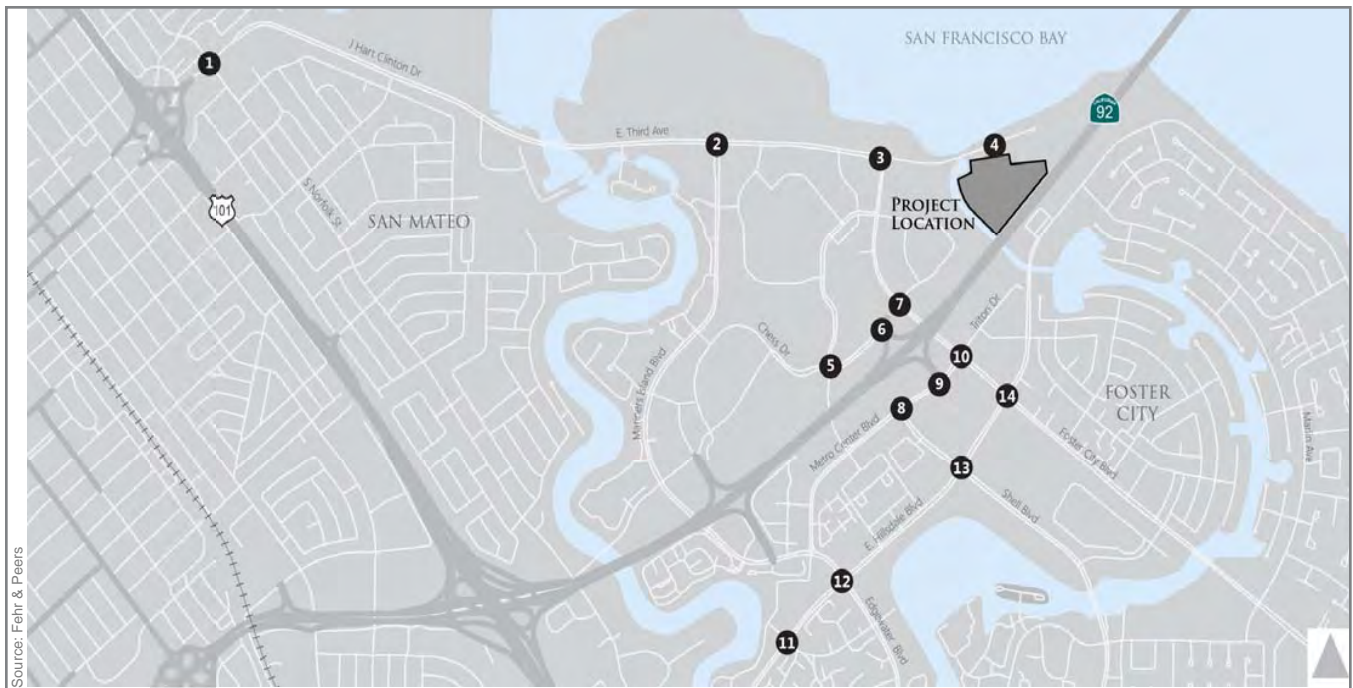 SAN FRANCISCO BAY
CALIFORNIA
92
1
J Hart Clinton Dr
E. Third Ave
2
3
4
PROJECT
LOCATION
101
S Norfolk St
SAN MATEO
7
6
Triton Dr
Chess Dr
5
10
9
14
8
FOSTER
CITY
Mariners Island Blvd
Metro Center Blvd
Foster City Blvd
Marlin Ave
13
Shell Blvd
E. Hillsdale Blvd
12
Edgewater Blvd
11
Source: Fehr & Peers